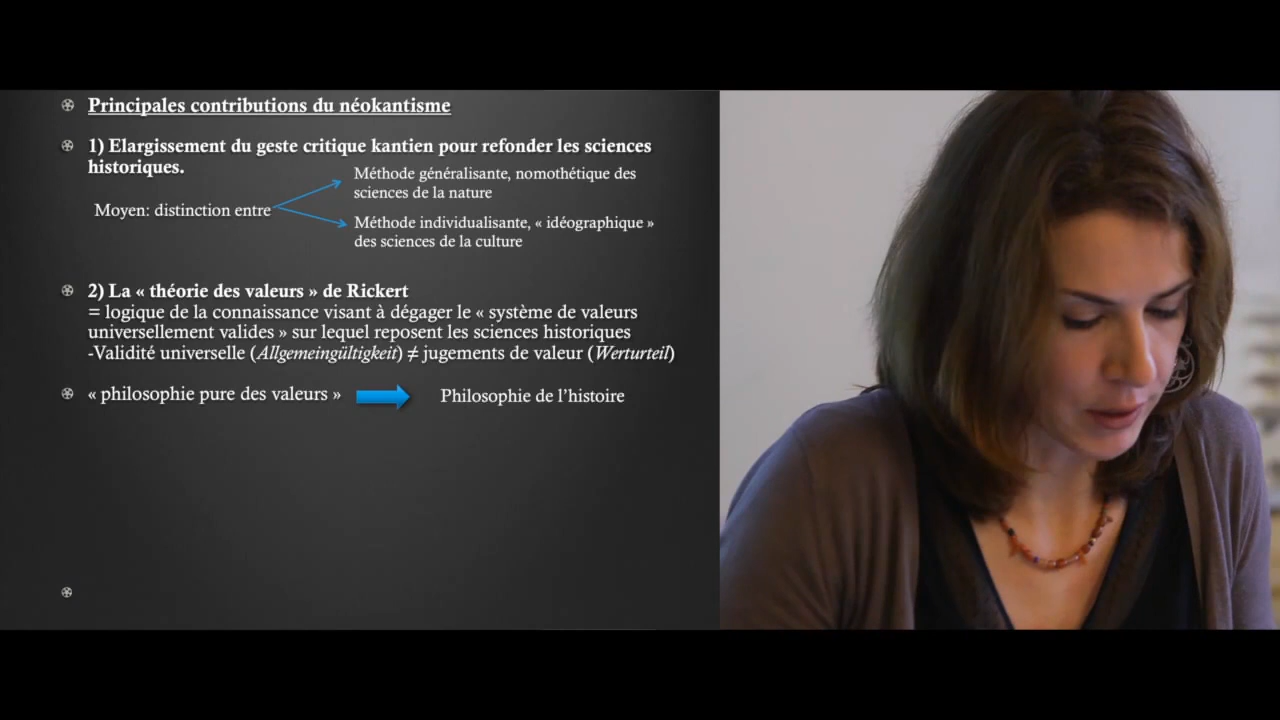 Principales contributions du néokantisme
1) Elargissement du geste critique kantien pour refonder les sciences
historiques.
Méthode généralisante, nomothétique des
sciences de la nature
Moyen: distinction entre
Méthode individualisante, « idéographique »
des sciences de la culture
2) La « théorie des valeurs » de Rickert
= logique de la connaissance visant à dégager le « système de valeurs
universellement valides » sur lequel reposent les sciences historiques
-Validité universelle (Allgemeingültigkeit) ≠ jugements de valeur (Werturteil)
« philosophie pure des valeurs »
Philosophie de l’histoire